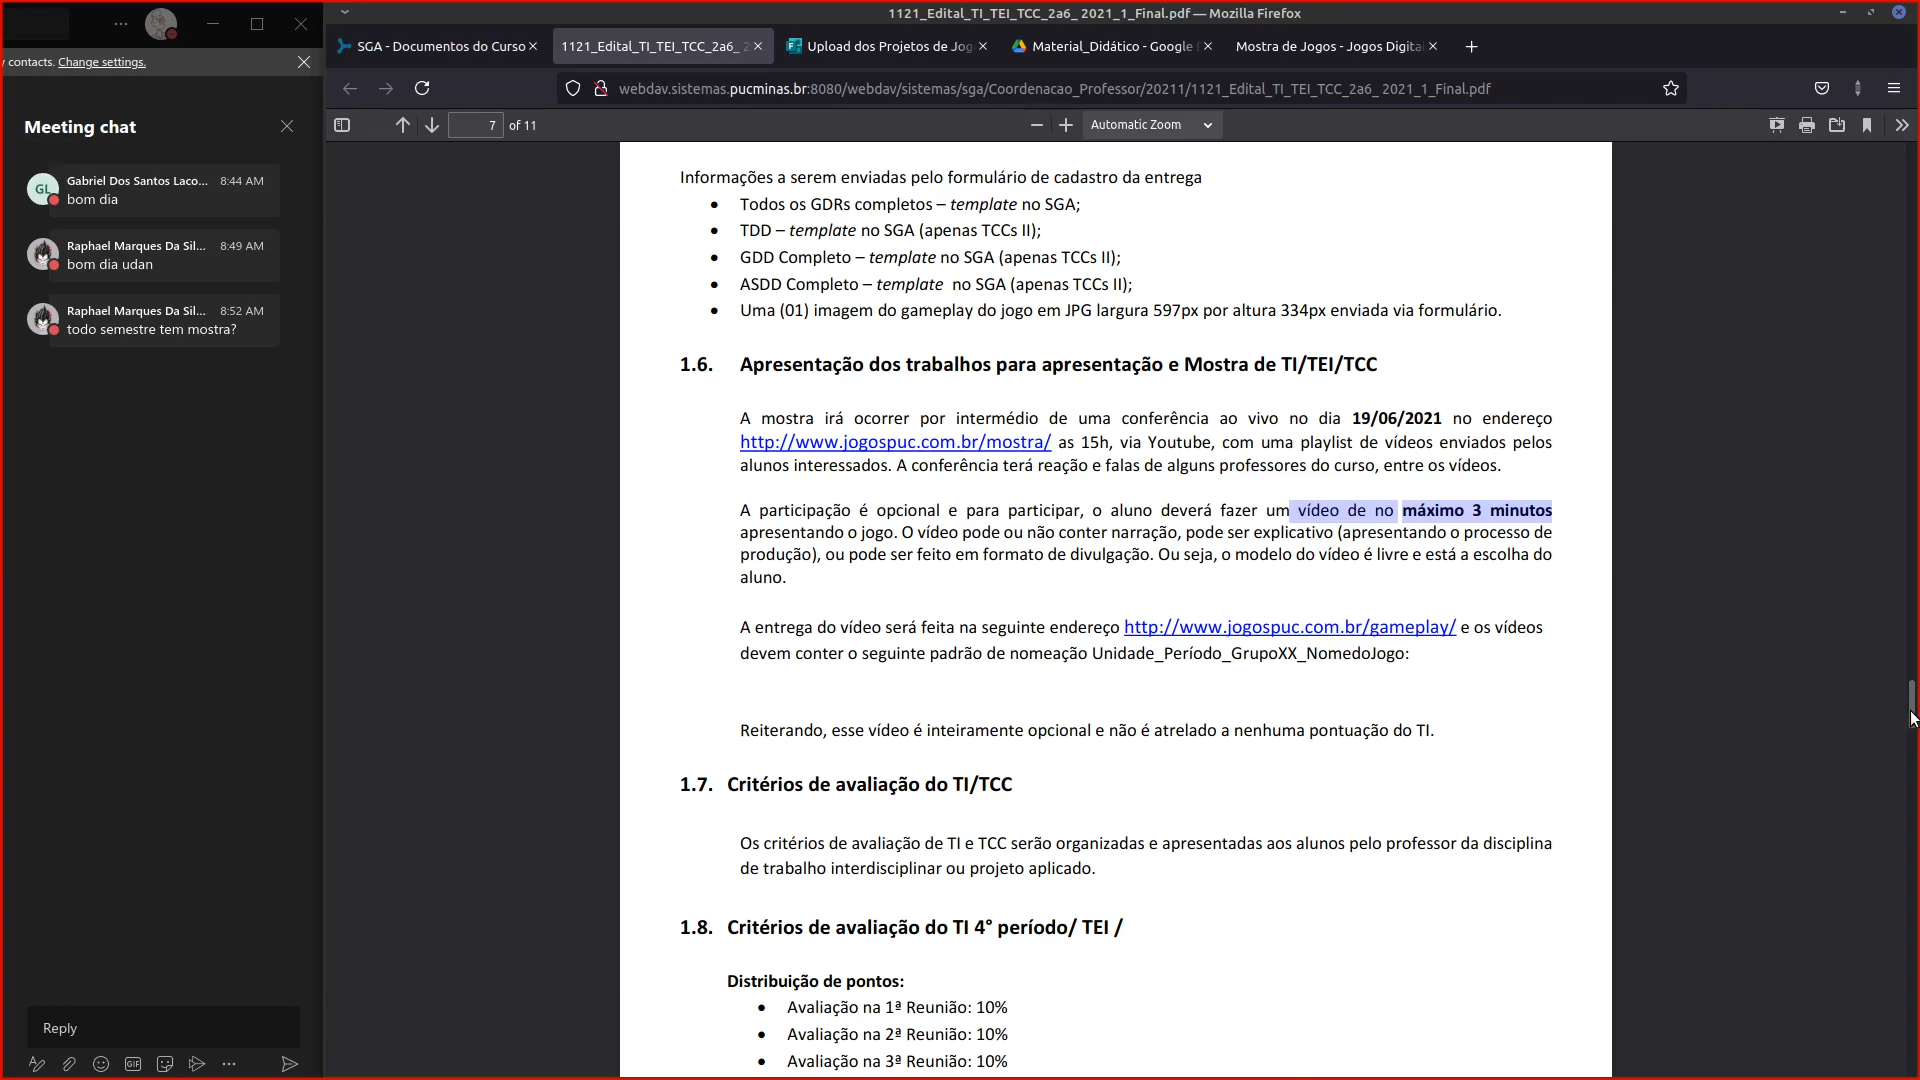 1121_Edital_TI_TEI_TCC_2a6_ 2021_1_Final.pdf — Mozilla Firefox
SGA - Documentos do Curso
1121_Edital_TI_TEI_TCC_2a6_ 2
Upload dos Projetos de Jog
Material_Didático - Google
Mostra de Jogos - Jogos Digita
contacts. Change settings.
webdav.sistemas.pucminas.br:8080/webdav/sistemas/sga/Coordenacao_Professor/20211/1121_Edital_TI_TEI_TCC_2a6_ 2021_1_Final.pdf
7 of 11
Automatic Zoom
Meeting chat
GL
Gabriel Dos Santos Laco... 8:44 AM
bom dia
Raphael Marques Da Sil... 8:49 AM
bom dia udan
Raphael Marques Da Sil... 8:52 AM
todo semestre tem mostra?
Reply
GIF
Informações a serem enviadas pelo formulário de cadastro da entrega
• Todos os GDRs completos – template no SGA;
• TDD – template no SGA (apenas TCCs II);
• GDD Completo – template no SGA (apenas TCCs II);
• ASDD Completo – template no SGA (apenas TCCs II);
• Uma (01) imagem do gameplay do jogo em JPG largura 597px por altura 334px enviada via formulário.
1.6. Apresentação dos trabalhos para apresentação e Mostra de TI/TEI/TCC
A mostra irá ocorrer por intermédio de uma conferência ao vivo no dia 19/06/2021 no endereço
http://www.jogospuc.com.br/mostra/ as 15h, via Youtube, com uma playlist de vídeos enviados pelos
alunos interessados. A conferência terá reação e falas de alguns professores do curso, entre os vídeos.
A participação é opcional e para participar, o aluno deverá fazer um vídeo de no máximo 3 minutos
apresentando o jogo. O vídeo pode ou não conter narração, pode ser explicativo (apresentando o processo de
produção), ou pode ser feito em formato de divulgação. Ou seja, o modelo do vídeo é livre e está a escolha do
aluno.
A entrega do vídeo será feita na seguinte endereço http://www.jogospuc.com.br/gameplay/ e os vídeos
devem conter o seguinte padrão de nomeação Unidade_Período_GrupoXX_NomedoJogo:
Reiterando, esse vídeo é inteiramente opcional e não é atrelado a nenhuma pontuação do TI.
1.7. Critérios de avaliação do TI/TCC
Os critérios de avaliação de TI e TCC serão organizadas e apresentadas aos alunos pelo professor da disciplina
de trabalho interdisciplinar ou projeto aplicado.
1.8. Critérios de avaliação do TI 4° período/ TEI /
Distribuição de pontos:
• Avaliação na 1ª Reunião: 10%
• Avaliação na 2ª Reunião: 10%
• Avaliação na 3ª Reunião: 10%